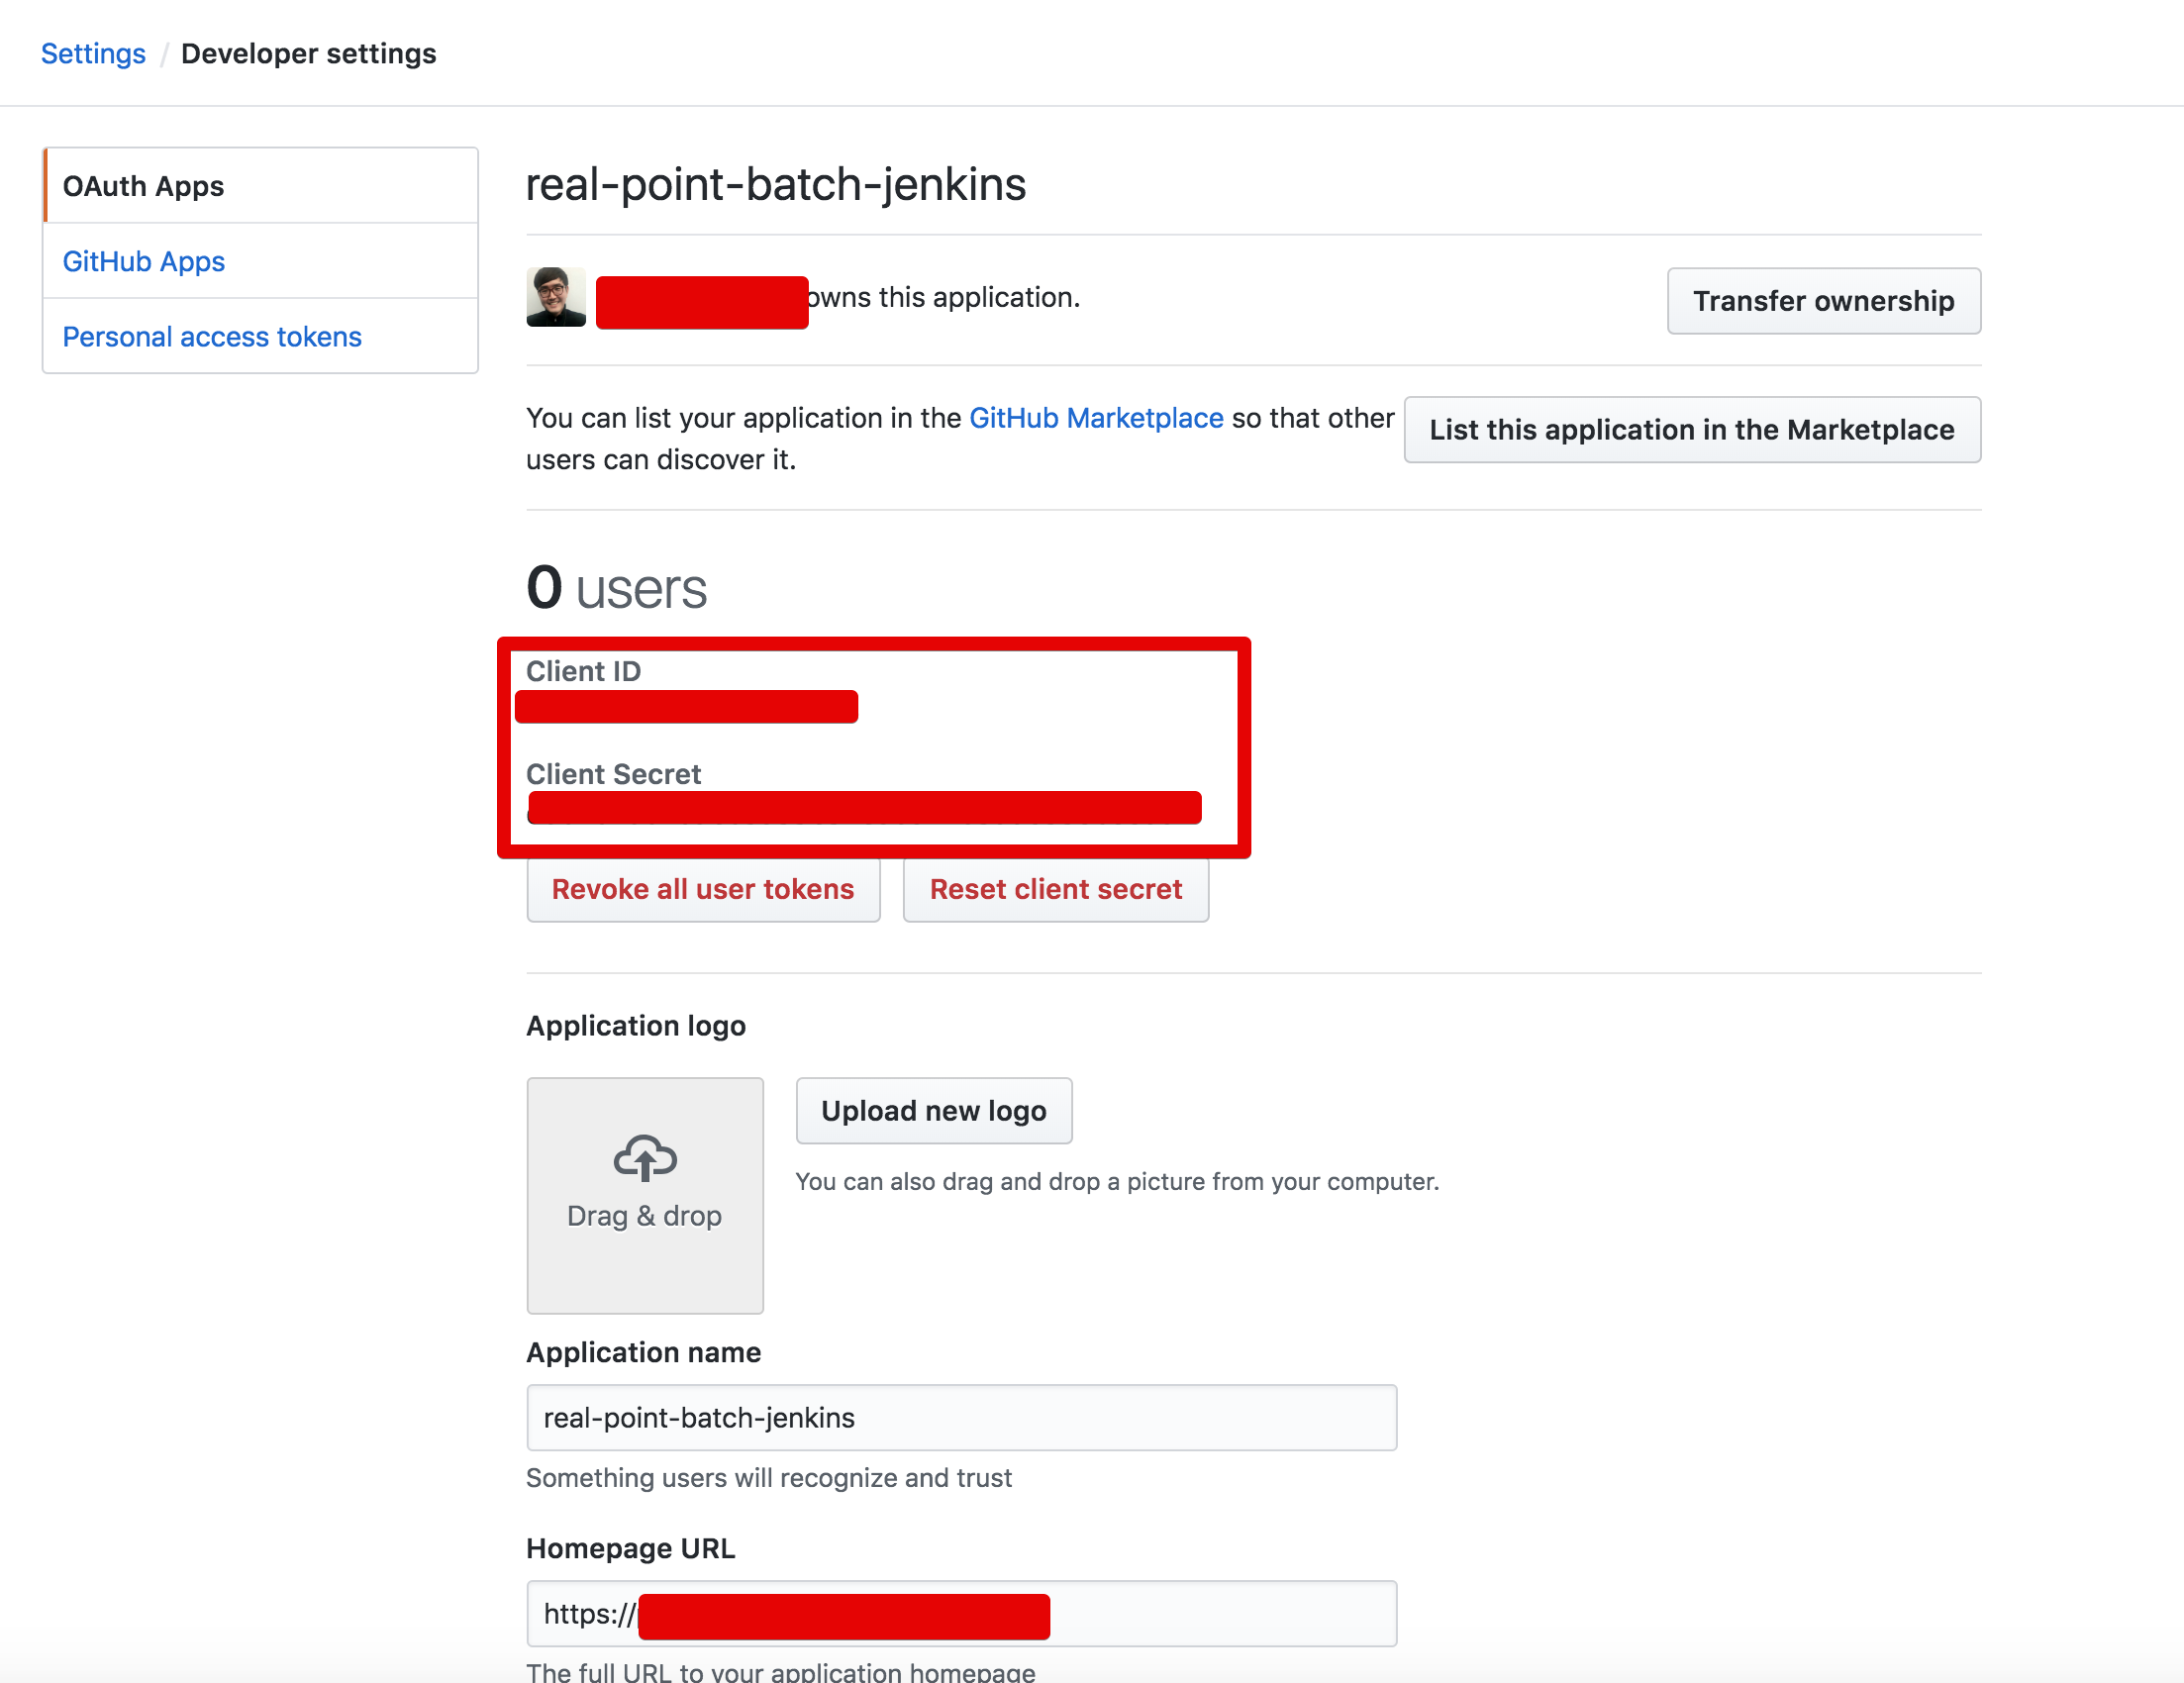 Settings / Developer settings
OAuth Apps
GitHub Apps
Personal access tokens
real-point-batch-jenkins
owns this application.
Transfer ownership
You can list your application in the GitHub Marketplace so that other
users can discover it.
List this application in the Marketplace
0 users
Client ID
Client Secret
Revoke all user tokens
Reset client secret
Application logo
Drag & drop
Upload new logo
You can also drag and drop a picture from your computer.
Application name
real-point-batch-jenkins
Something users will recognize and trust
Homepage URL
https://
The full URL to your application homepage